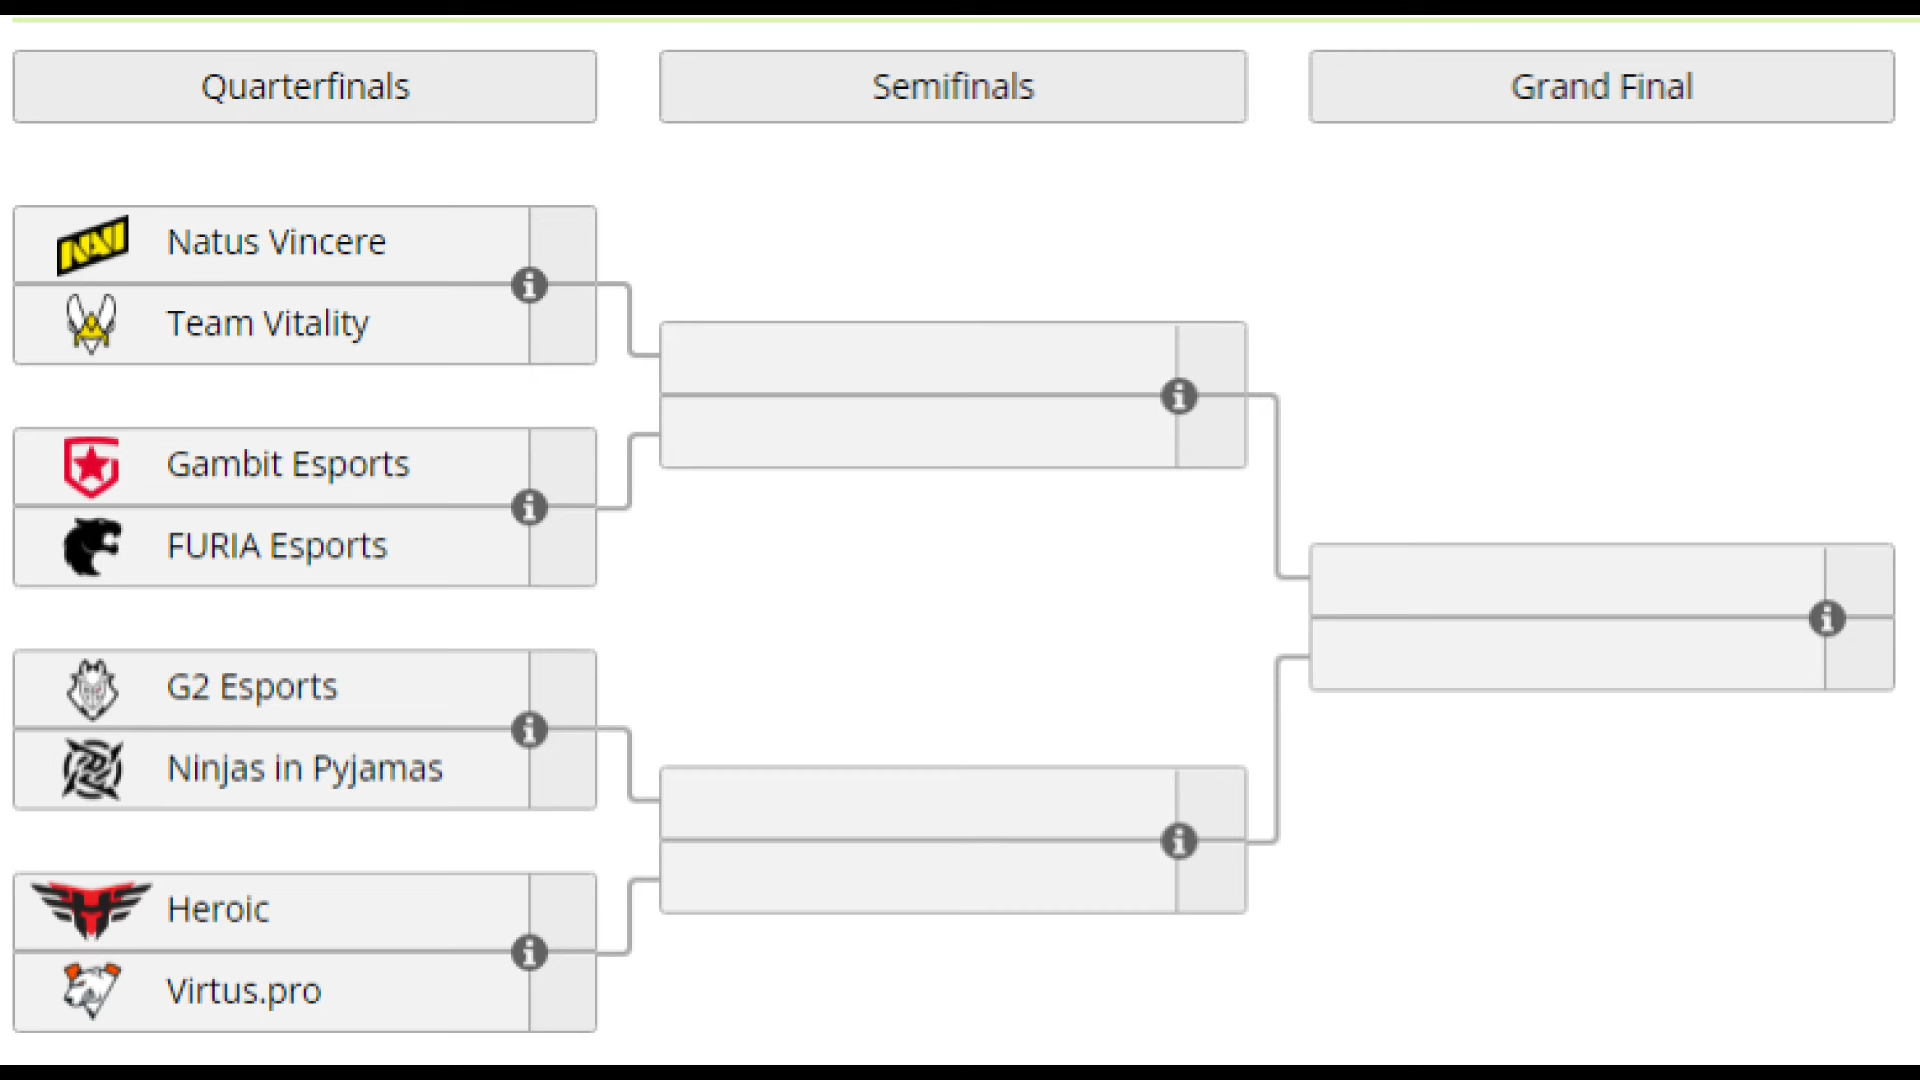 Quarterfinals
Semifinals
Grand Final
NAVI
Natus Vincere
Team Vitality
Gambit Esports
FURIA Esports
G2 Esports
Ninjas in Pyjamas
Heroic
Virtus.pro